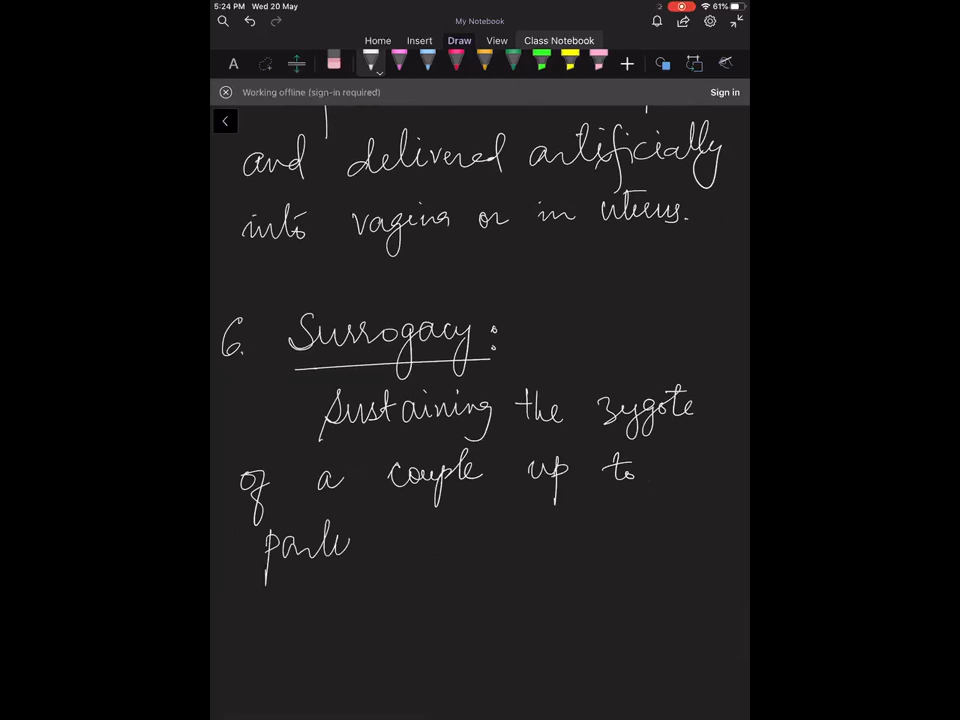 5:24 PM Wed 20 May 61%
My Notebook
Home Insert Draw View Class Notebook
A
Working offline (sign-in required) Sign in
and delivered artificially
into vagina or in uterus.
6. Surrogacy:
Sustaining the zygote
of a couple up to
partu